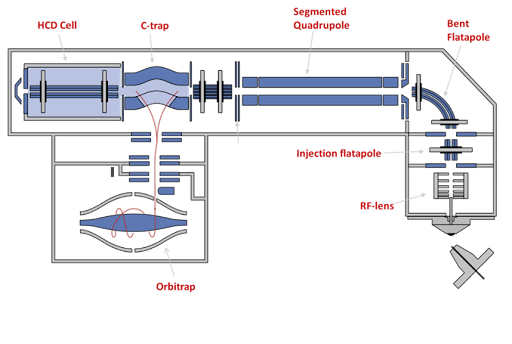 HCD Cell
C-trap
Segmented
Quadrupole
Bent
Flatapole
Injection flatapole
RF-lens
Orbitrap